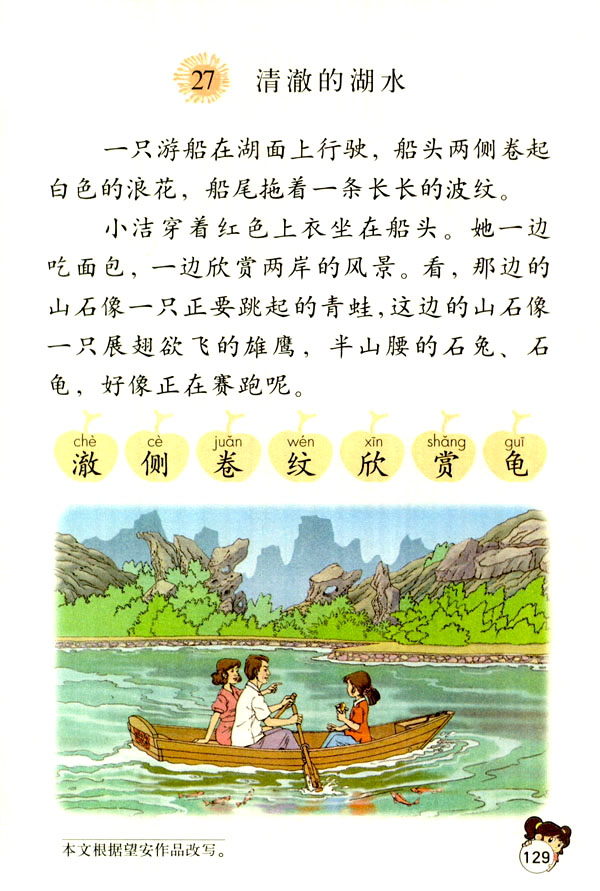 27 清澈的湖水
一只游船在湖面上行驶，船头两侧卷起
白色的浪花，船尾拖着一条长长的波纹。
小洁穿着红色上衣坐在船头。她一边
吃面包，一边欣赏两岸的风景。看，那边的
山石像一只正要跳起的青蛙，这边的山石像
一只展翅欲飞的雄鹰，半山腰的石兔、石
龟，好像正在赛跑呢。
chè cè juǎn wén xīn shǎng guī
澈 侧 卷 纹 欣 赏 龟
本文根据望安作品改写。
129